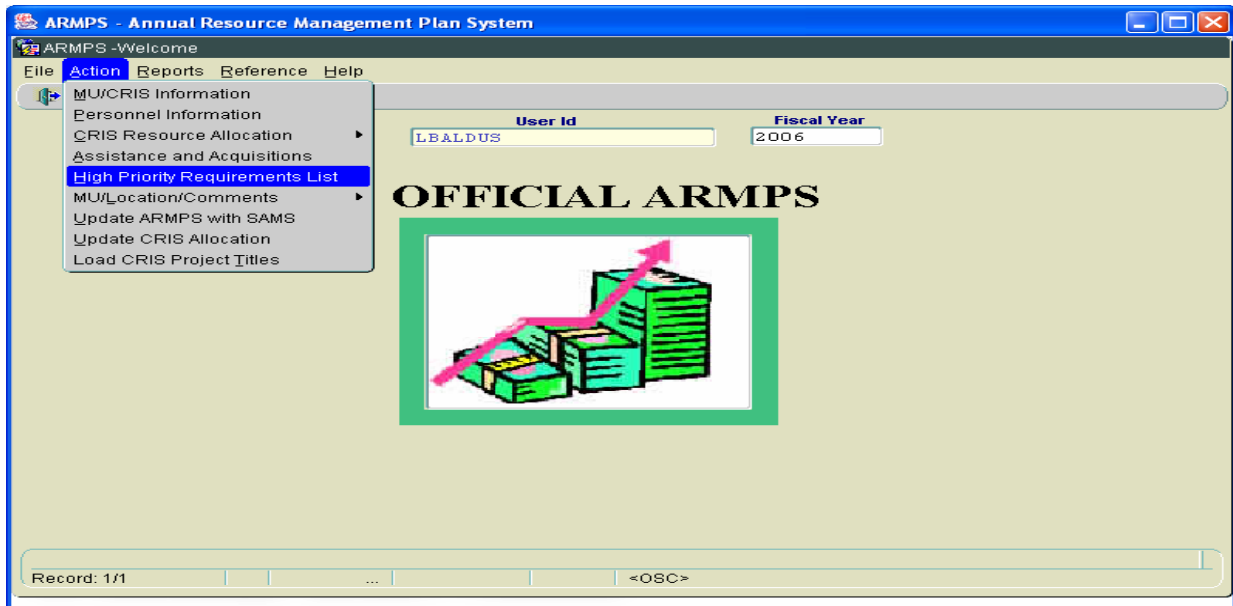 ARMPS - Annual Resource Management Plan System
ARMPS -Welcome
File Action Reports Reference Help
MU/CRIS Information
Personnel Information
CRIS Resource Allocation
Assistance and Acquisitions
High Priority Requirements List
MU/Location/Comments
Update ARMPS with SAMS
Update CRIS Allocation
Load CRIS Project Titles
User Id Fiscal Year
LBALDUS 2006
OFFICIAL ARMPS
Record: 1/1 ... <OSC>